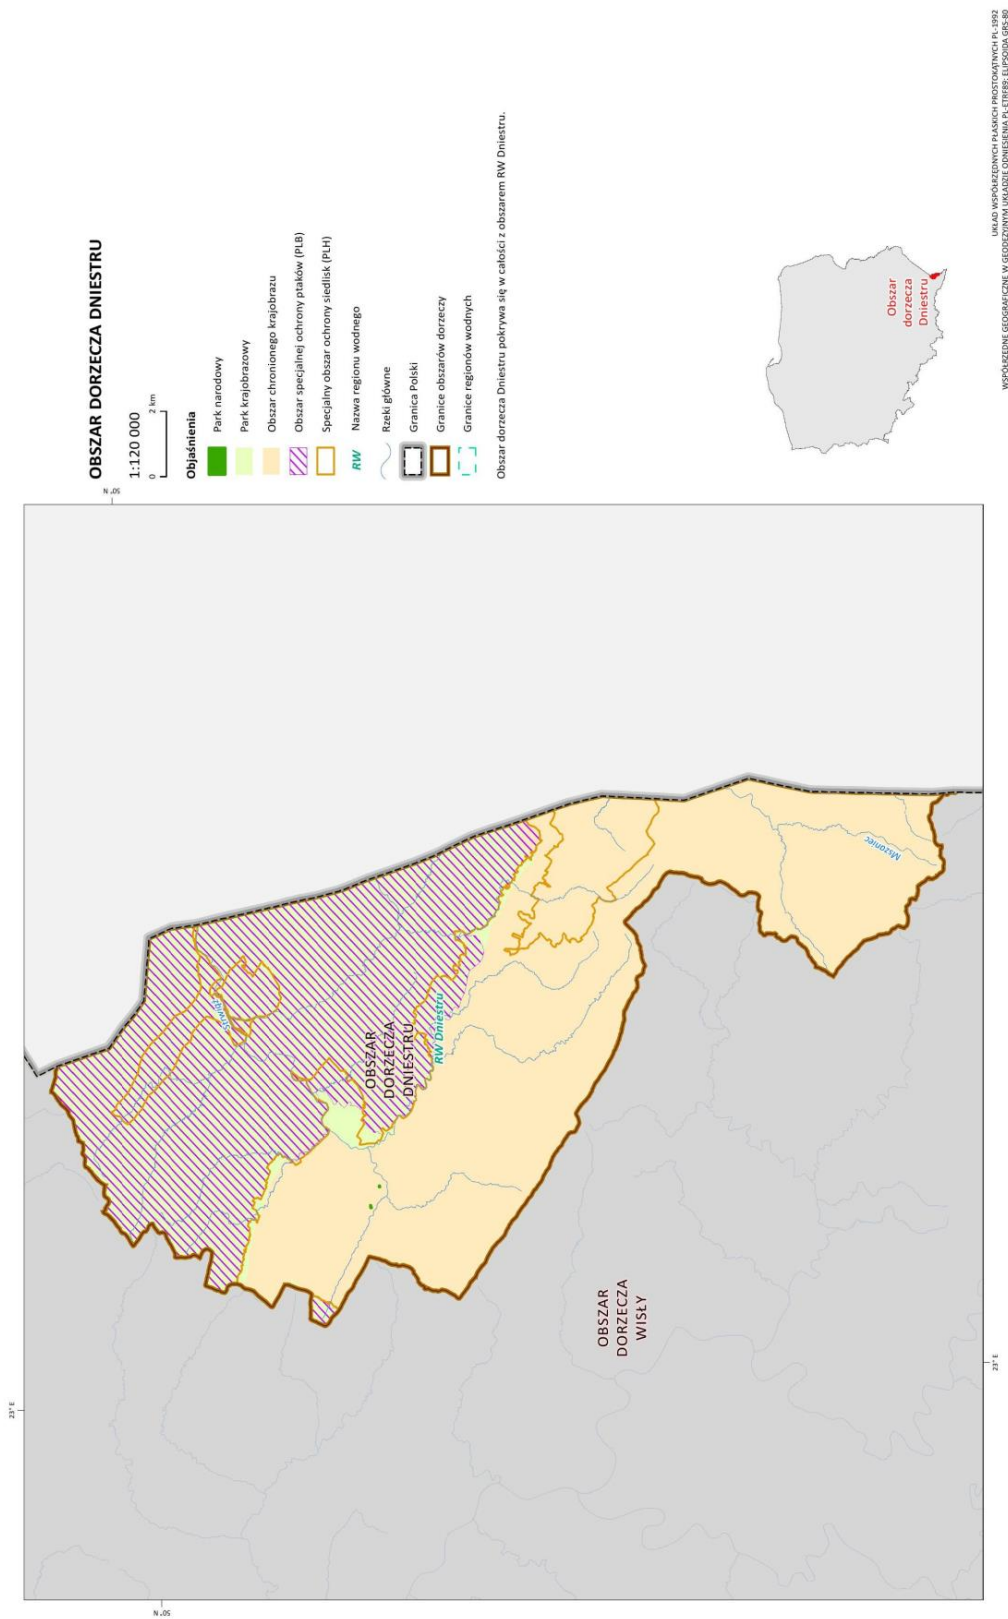 OBSZAR DORZECZA DNIESTRU
1:120 000
0 2 km
Objaśnienia
Park narodowy
Park krajobrazowy
Obszar chronionego krajobrazu
Obszar specjalnej ochrony ptaków (PLB)
Specjalny obszar ochrony siedlisk (PLH)
RW Nazwa regionu wodnego
Rzeki główne
Granica Polski
Granice obszarów dorzeczy
Granice regionów wodnych
Obszar dorzecza Dniestru pokrywa się w całości z obszarem RW Dniestru.
Obszar
dorzecza
Dniestru
UKŁAD WSPÓŁRZĘDNYCH PŁASKICH PROSTOKĄTNYCH PL-1992
WSPÓŁRZĘDNE GEOGRAFICZNE W GEODEZYJNYM UKŁADZIE ODNIESIENIA PL-ETRF89; ELIPSOIDA GRS-80
23° E
50° N
Strwiąż
OBSZAR
DORZECZA
DNIESTRU
RW Dniestru
Mszaniec
OBSZAR
DORZECZA
WISŁY
50° N
23° E